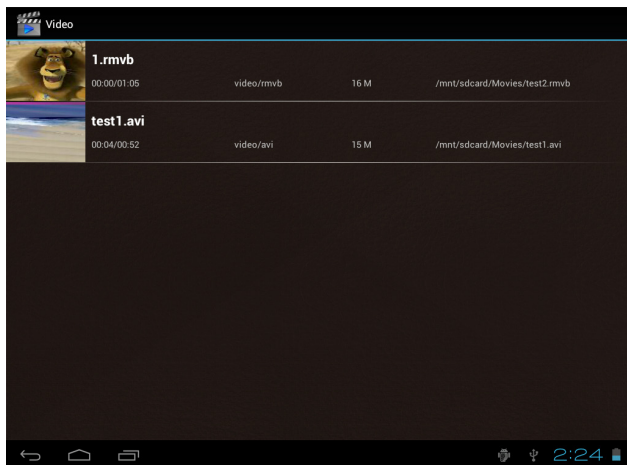 Video
1.rmvb
00:00/01:05 video/rmvb 16 M /mnt/sdcard/Movies/test2.rmvb
test1.avi
00:04/00:52 video/avi 15 M /mnt/sdcard/Movies/test1.avi
2:24